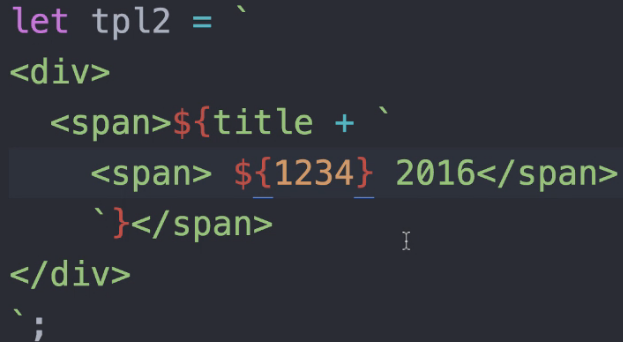 let tpl2 = `
<div>
  <span>${title + `
    <span> ${1234} 2016</span>
    `}</span>
</div>
`;